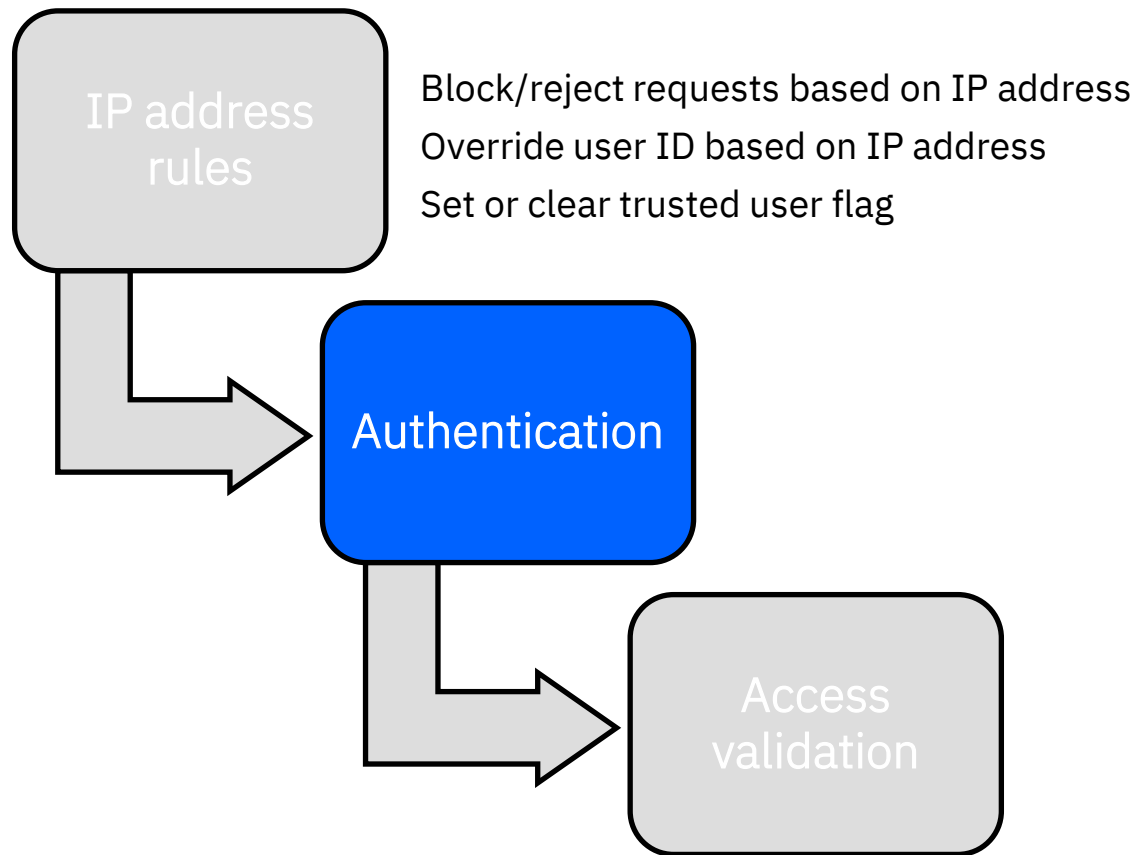 IP address
rules
Block/reject requests based on IP address
Override user ID based on IP address
Set or clear trusted user flag
Authentication
Access
validation